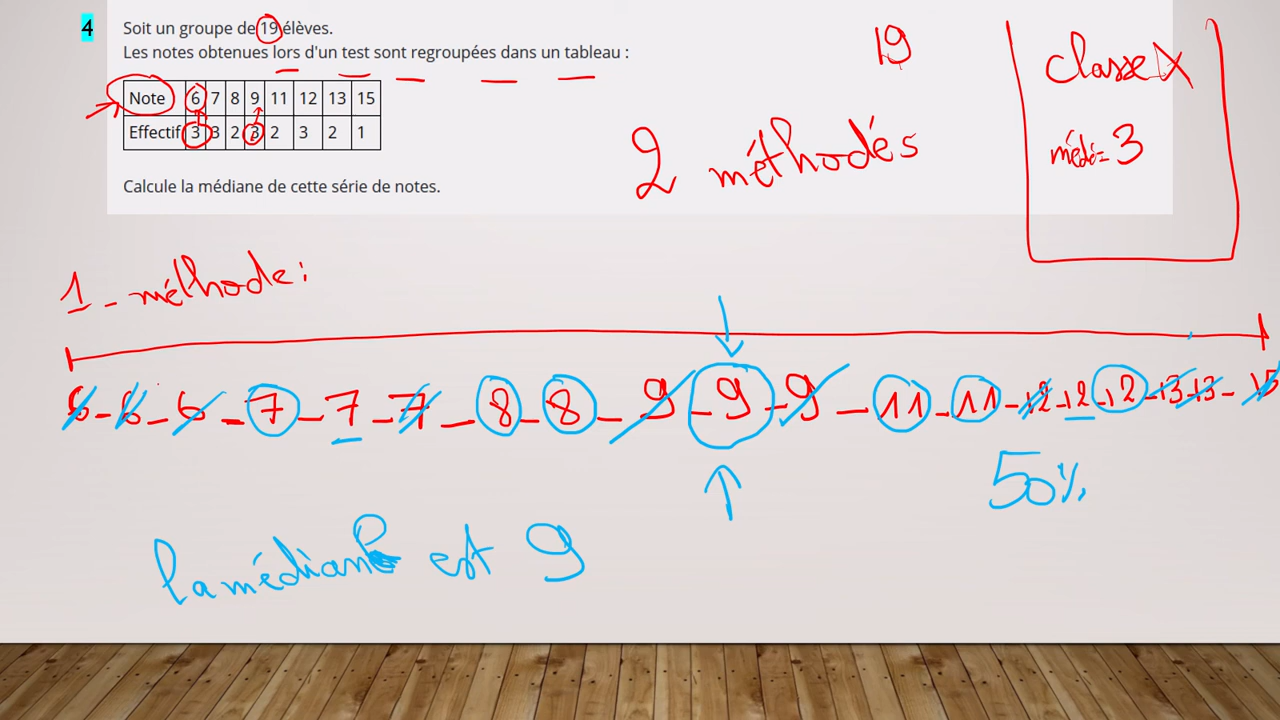 4
Soit un groupe de 19 élèves.
Les notes obtenues lors d'un test sont regroupées dans un tableau :
Note 6 7 8 9 11 12 13 15
Effectif 3 3 2 3 2 3 2 1
Calcule la médiane de cette série de notes.
19
2 méthodés
classe
médi= 3
1 - méthode:
6 - 6 - 6 - 7 - 7 - 7 - 8 - 8 - 9 - 9 - 9 - 11 - 11 - 12 - 12 - 12 - 13 - 13 - 15
50%
la médiane est 9